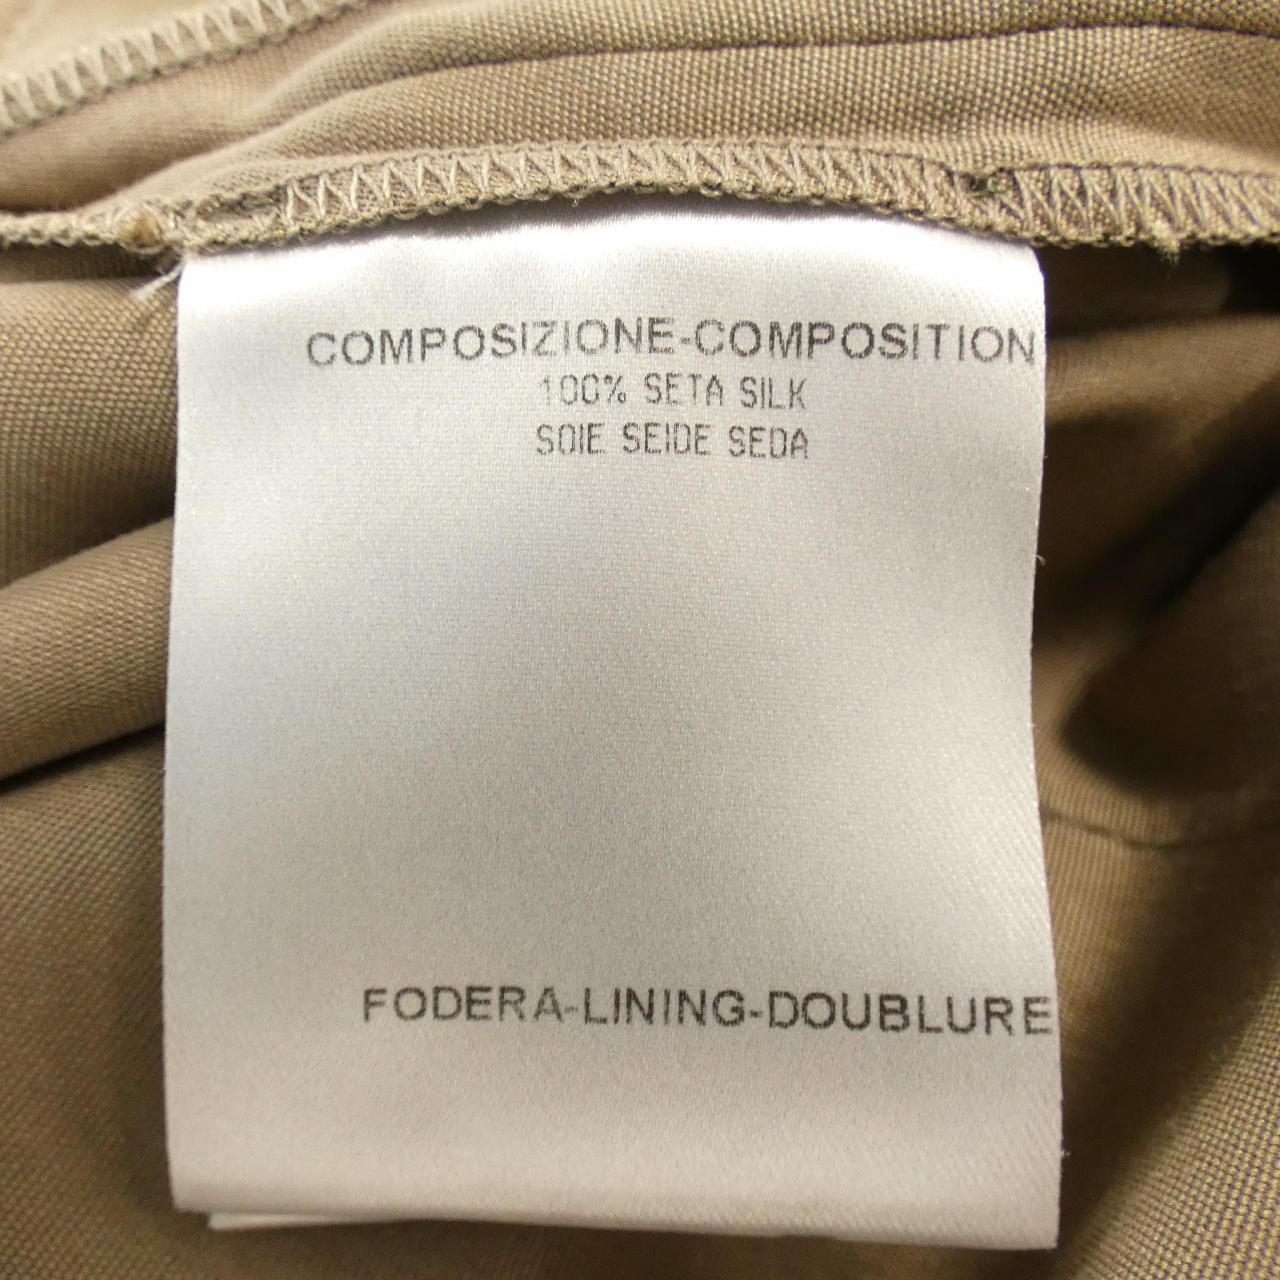 COMPOSIZIONE-COMPOSITION
100% SETA SILK
SOIE SEIDE SEDA
FODERA-LINING-DOUBLURE